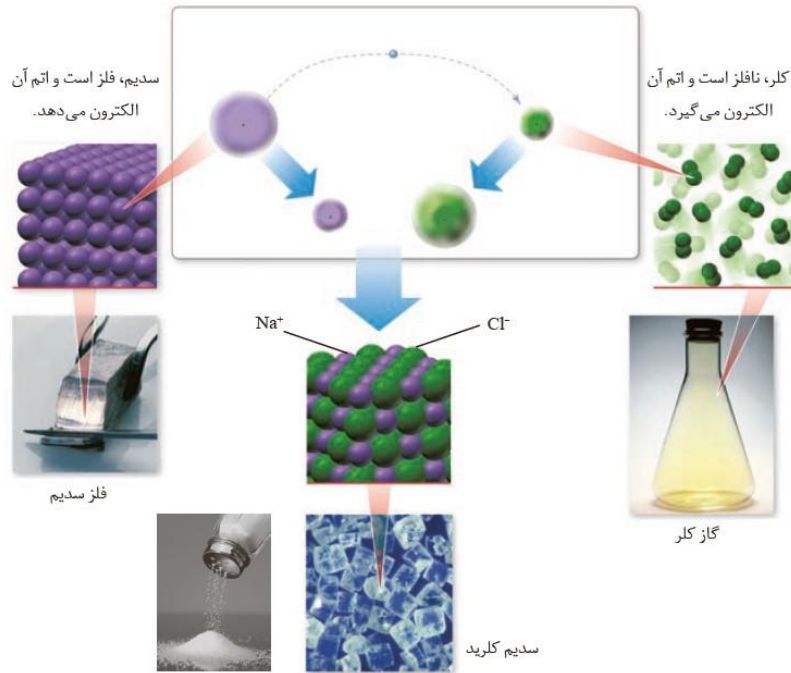 کلر، نافلز است و اتم آن
الکترون می‌گیرد.
سدیم، فلز است و اتم آن
الکترون می‌دهد.
Na⁺
Cl⁻
فلز سدیم
گاز کلر
سدیم کلرید